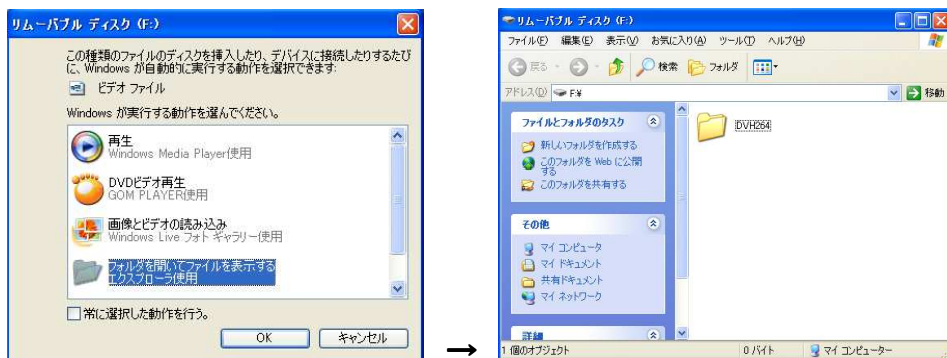 リムーバブル ディスク (F:)
この種類のファイルのディスクを挿入したり、デバイスに接続したりするたび
に、Windows が自動的に実行する動作を選択できます:
ビデオ ファイル
Windows が実行する動作を選んでください。
再生
Windows Media Player使用
DVDビデオ再生
GOM PLAYER使用
画像とビデオの読み込み
Windows Live フォト ギャラリー使用
フォルダを開いてファイルを表示する
エクスプローラ使用
常に選択した動作を行う。
OK キャンセル
→
リムーバブル ディスク (F:)
ファイル(F) 編集(E) 表示(V) お気に入り(A) ツール(T) ヘルプ(H)
戻る 検索 フォルダ
アドレス(D) F:¥ 移動
ファイルとフォルダのタスク
新しいフォルダを作成する
このフォルダを Web に公開
する
このフォルダを共有する
その他
マイ コンピュータ
マイ ドキュメント
共有ドキュメント
マイ ネットワーク
詳細
DVH264
1 個のオブジェクト 0 バイト マイ コンピューター